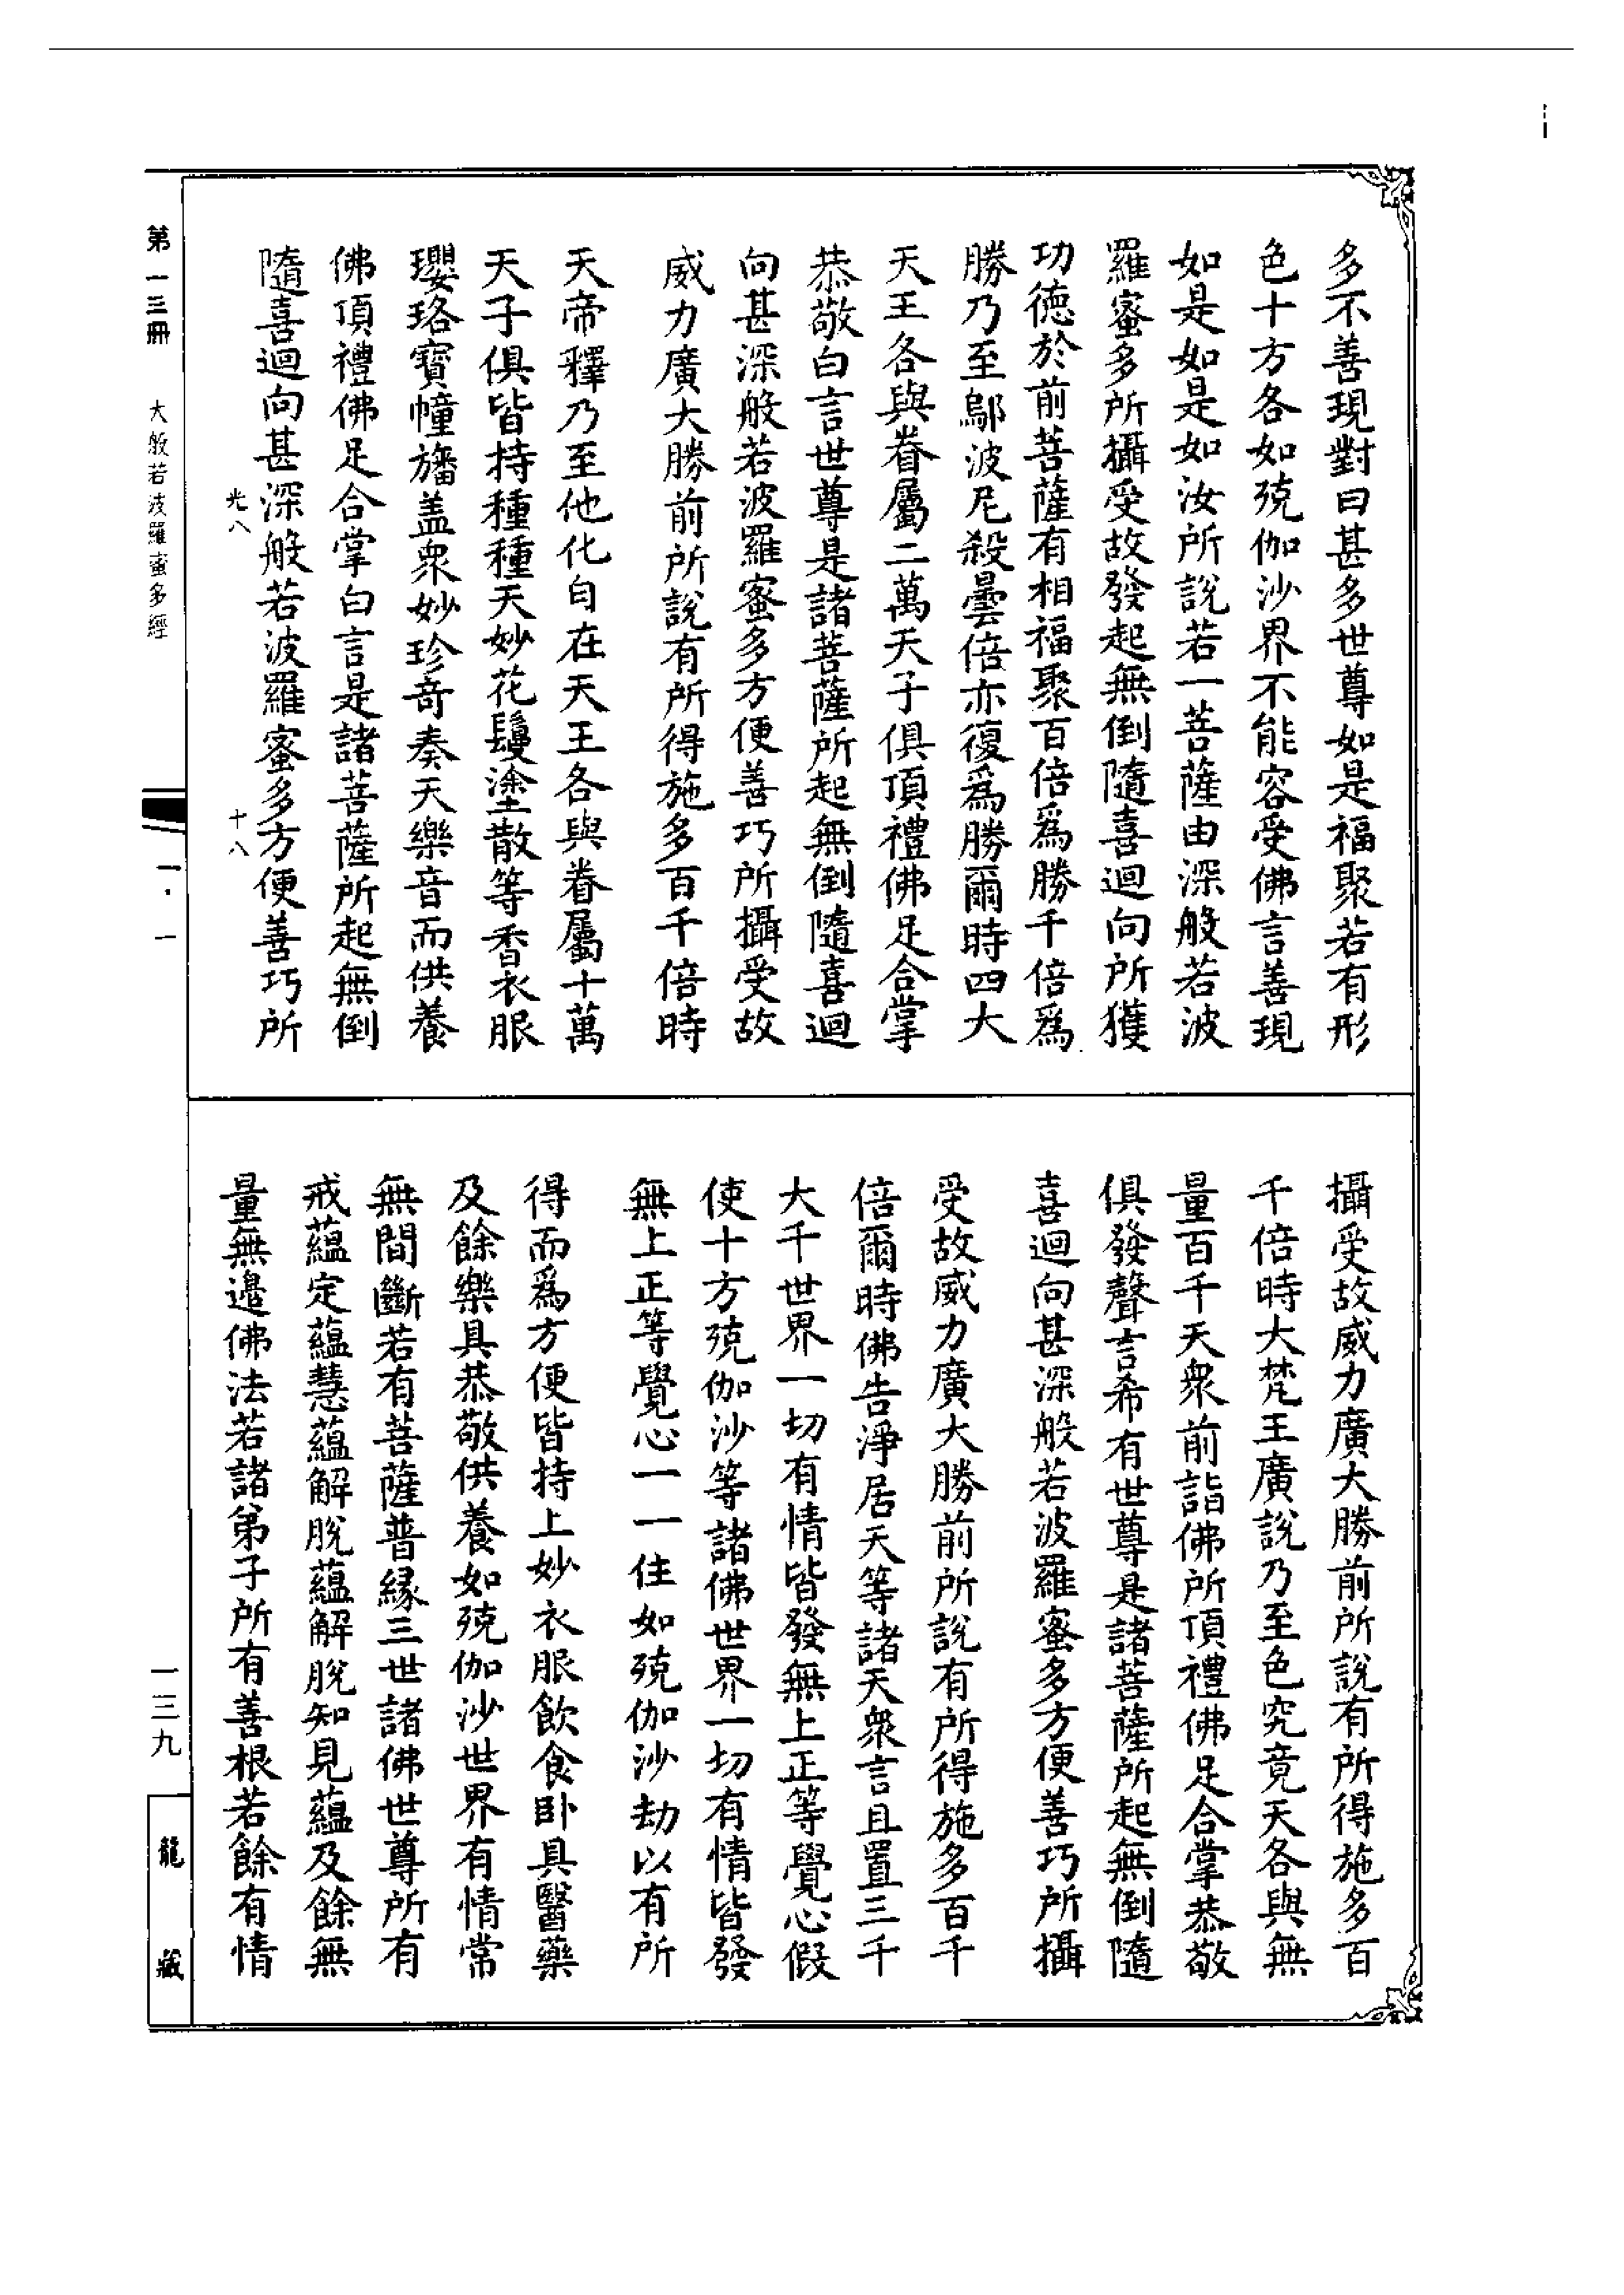 多不善現對曰甚多世尊如是福聚若有形
色十方各如殑伽沙界不能容受佛言善現
如是如是如汝所說若一菩薩由深般若波
羅蜜多所攝受故發起無倒隨喜迴向所獲
功德於前菩薩有相福聚百倍爲勝千倍爲
勝乃至鄔波尼殺曇倍亦復爲勝爾時四大
天王各與眷屬二萬天子俱頂禮佛足合掌
恭敬白言世尊是諸菩薩所起無倒隨喜迴
向甚深般若波羅蜜多方便善巧所攝受故
威力廣大勝前所說有所得施多百千倍時
天帝釋乃至他化自在天王各與眷屬十萬
天子俱皆持種種天妙花鬘塗散等香衣服
瓔珞寶幢旛盖衆妙珍奇奏天樂音而供養
佛頂禮佛足合掌白言是諸菩薩所起無倒
隨喜迴向甚深般若波羅蜜多方便善巧所
光八 十八
攝受故威力廣大勝前所說有所得施多百
千倍時大梵王廣說乃至色究竟天各與無
量百千天衆前詣佛所頂禮佛足合掌恭敬
俱發聲言希有世尊是諸菩薩所起無倒隨
喜迴向甚深般若波羅蜜多方便善巧所攝
受故威力廣大勝前所說有所得施多百千
倍爾時佛告淨居天等諸天衆言且置三千
大千世界一切有情皆發無上正等覺心假
使十方殑伽沙等諸佛世界一切有情皆發
無上正等覺心一一住如殑伽沙劫以有所
得而爲方便皆持上妙衣服飲食卧具醫藥
及餘樂具恭敬供養如殑伽沙世界有情常
無間斷若有菩薩普緣三世諸佛世尊所有
戒蘊定蘊慧蘊解脫蘊解脫知見蘊及餘無
量無邊佛法若諸弟子所有善根若餘有情
第一三冊 大般若波羅蜜多經
一·一
一三九
龍藏